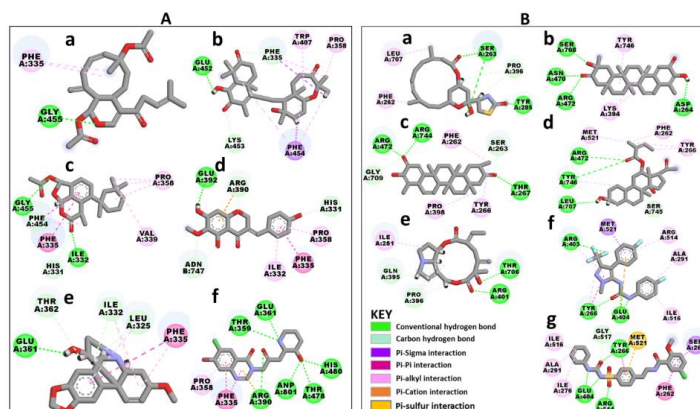 A
a
PHE
A:335
GLY
A:455
b
GLU
A:452
PHE
A:335
TRP
A:407
PRO
A:358
LYS
A:453
PHE
A:454
c
GLY
A:455
PHE
A:454
PHE
A:335
HIS
A:331
ILE
A:332
PRO
A:358
VAL
A:339
d
GLU
A:392
ARG
A:390
ADN
B:747
HIS
A:331
PRO
A:358
ILE
A:332
PHE
A:335
e
THR
A:362
ILE
A:332
LEU
A:325
PHE
A:335
GLU
A:361
f
GLU
A:361
THR
A:359
PRO
A:358
PHE
A:335
ARG
A:390
ANP
A:801
THR
A:478
HIS
A:480
B
a
LEU
A:707
SER
A:263
PRO
A:396
PHE
A:262
TYR
A:285
b
SER
A:708
TYR
A:746
ASN
A:470
ARG
A:472
LYS
A:394
ASP
A:264
c
ARG
A:472
ARG
A:744
PHE
A:262
SER
A:263
GLY
A:709
PRO
A:398
TYR
A:266
THR
A:267
d
MET
A:521
PHE
A:262
TYR
A:266
ARG
A:472
TYR
A:746
LEU
A:707
SER
A:745
e
ILE
A:281
GLN
A:395
PRO
A:396
THR
A:706
ARG
A:401
f
MET
A:521
ARG
A:403
ARG
A:514
ALA
A:291
TYR
A:266
GLU
A:404
ILE
A:516
g
ILE
A:516
GLY
A:517
TYR
A:266
MET
A:521
ALA
A:291
ILE
A:276
GLU
A:404
PHE
A:262
KEY
Conventional hydrogen bond
Carbon hydrogen bond
Pi-Sigma interaction
Pi-Pi interaction
Pi-alkyl interaction
Pi-Cation interaction
Pi-sulfur interaction